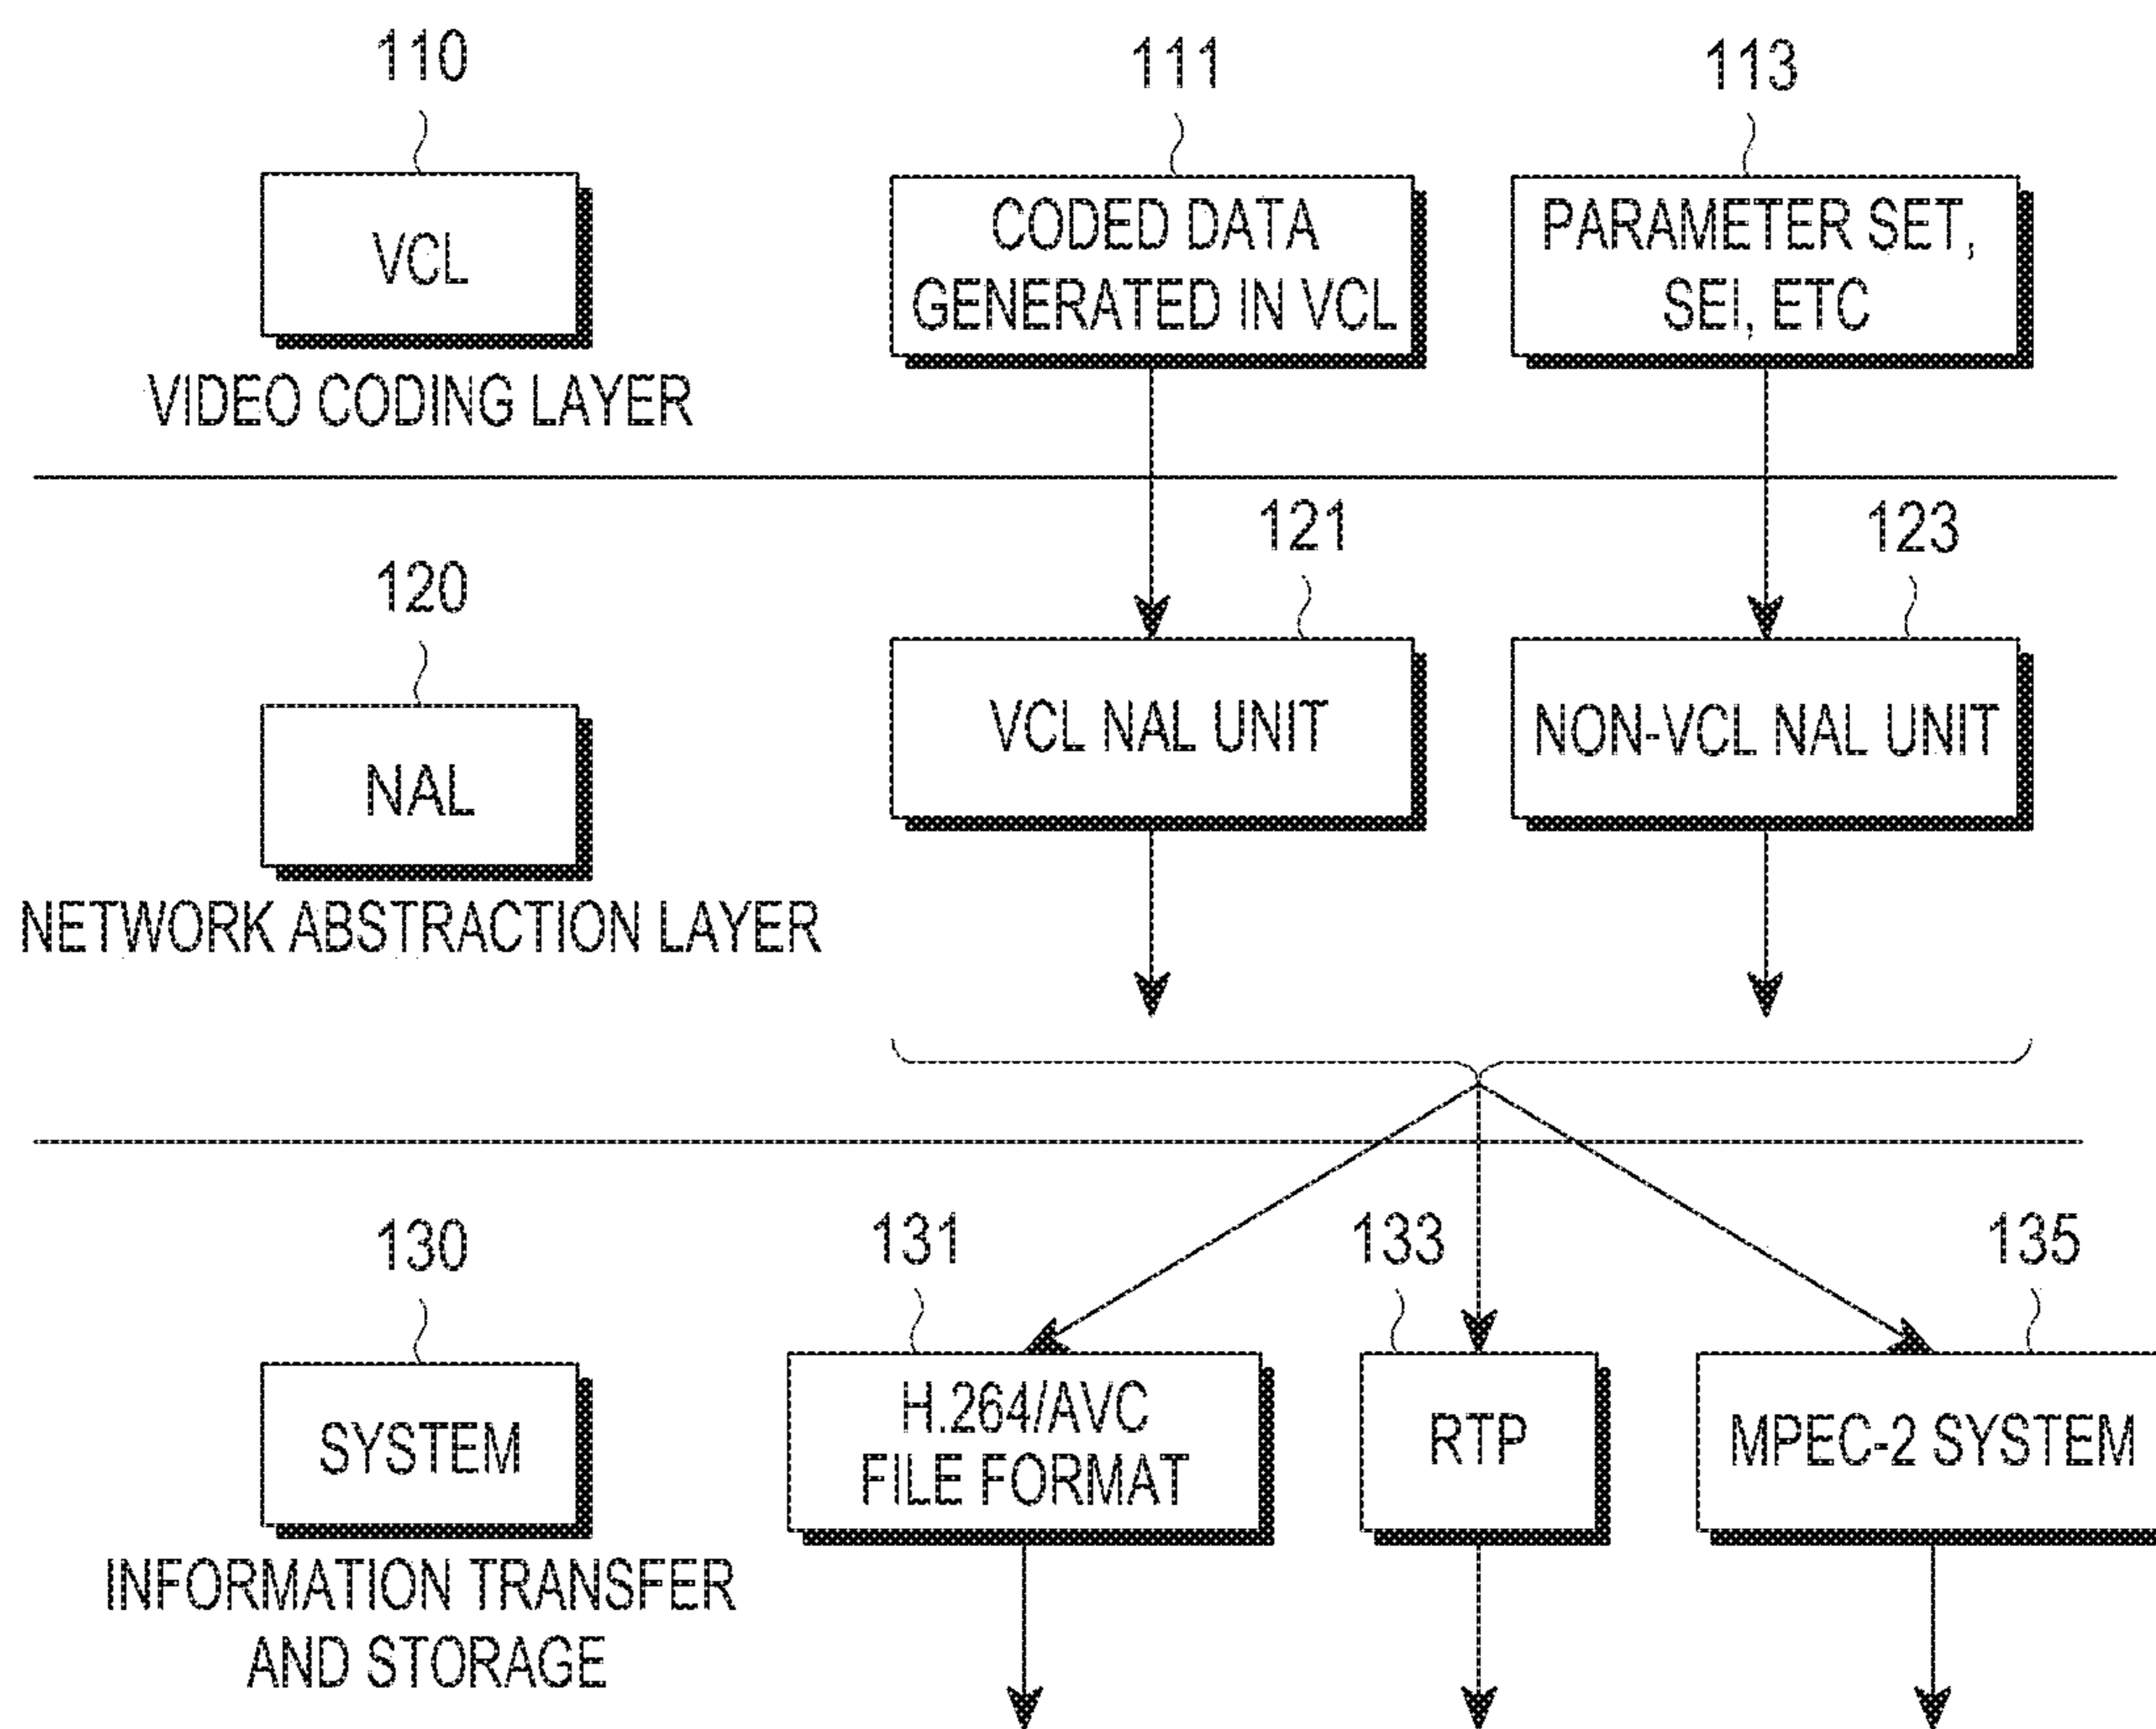 110
111
113
VCL
CODED DATA
GENERATED IN VCL
PARAMETER SET,
SEI, ETC
VIDEO CODING LAYER
121
123
120
VCL NAL UNIT
NON-VCL NAL UNIT
NAL
NETWORK ABSTRACTION LAYER
130
131
133
135
SYSTEM
H.264/AVC
FILE FORMAT
RTP
MPEC-2 SYSTEM
INFORMATION TRANSFER
AND STORAGE